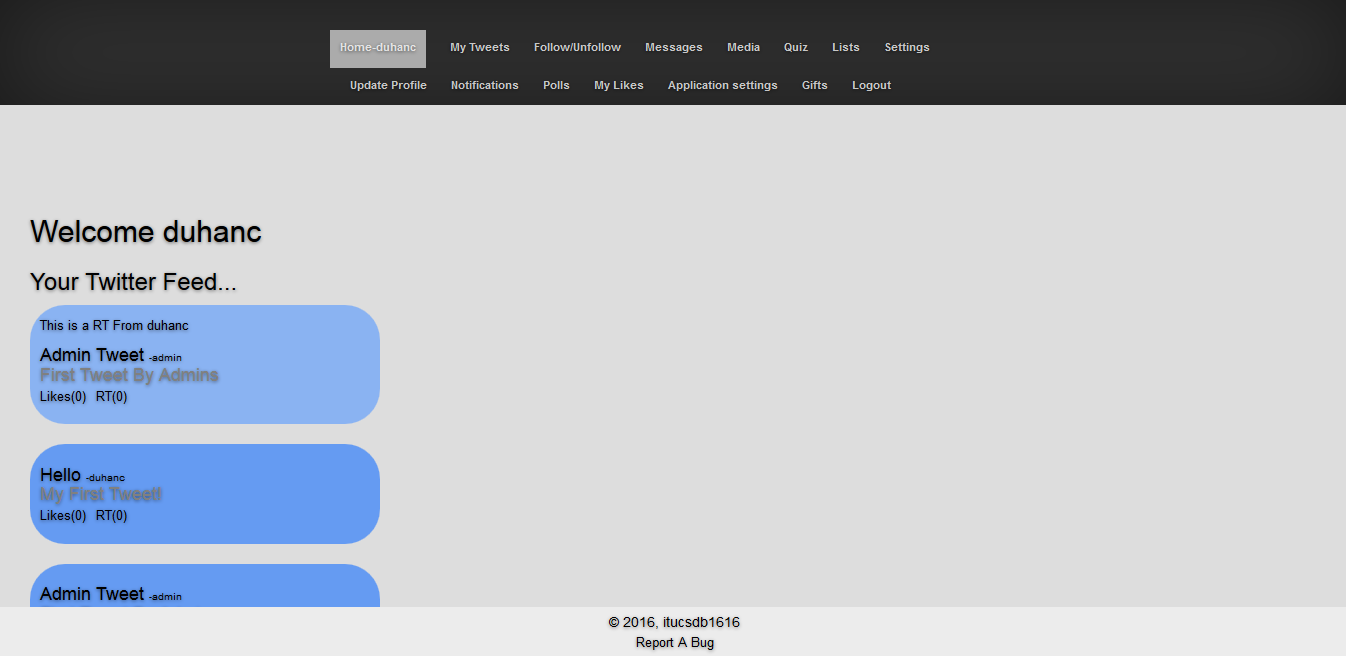 Home-duhanc My Tweets Follow/Unfollow Messages Media Quiz Lists Settings
Update Profile Notifications Polls My Likes Application settings Gifts Logout
Welcome duhanc
Your Twitter Feed...
This is a RT From duhanc
Admin Tweet -admin
First Tweet By Admins
Likes(0) RT(0)
Hello -duhanc
My First Tweet!
Likes(0) RT(0)
Admin Tweet -admin
© 2016, itucsdb1616
Report A Bug